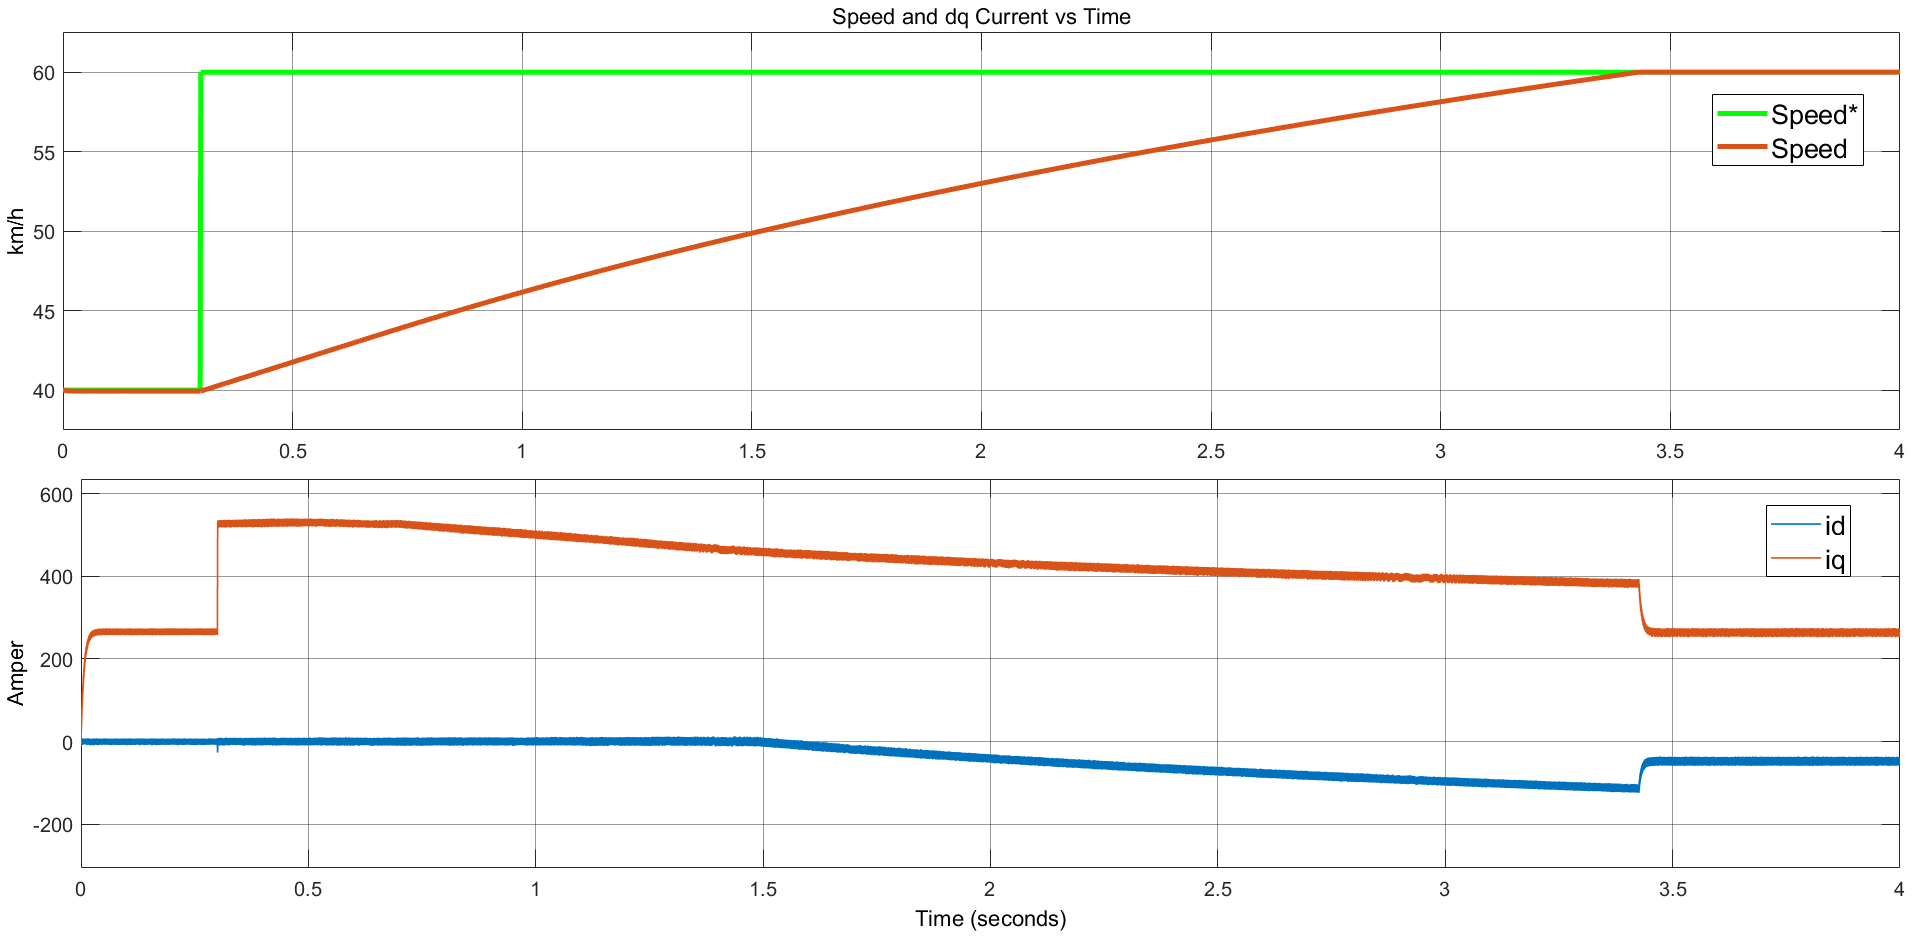 Speed and dq Current vs Time
60
55
50
45
40
km/h
Speed*
Speed
0 0.5 1 1.5 2 2.5 3 3.5 4
600
400
200
0
-200
Amper
id
iq
0 0.5 1 1.5 2 2.5 3 3.5 4
Time (seconds)